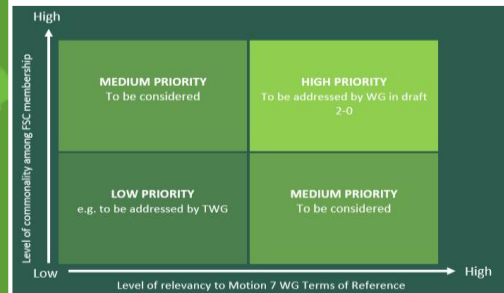 High
MEDIUM PRIORITY
To be considered
HIGH PRIORITY
To be addressed by WG in draft
2-0
Level of commonality among FSC membership
LOW PRIORITY
e.g. to be addressed by TWG
MEDIUM PRIORITY
To be considered
Low
High
Level of relevancy to Motion 7 WG Terms of Reference